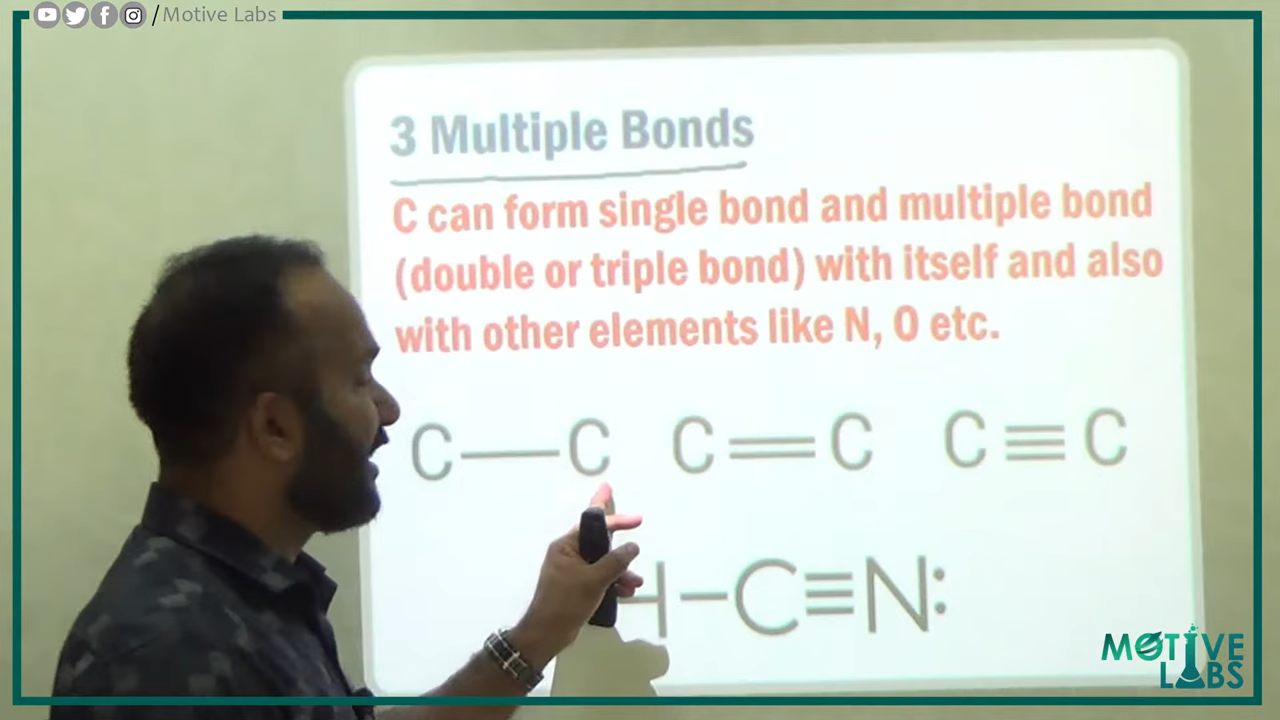 /Motive Labs
3 Multiple Bonds
C can form single bond and multiple bond
(double or triple bond) with itself and also
with other elements like N, O etc.
C—C C=C C≡C
H–C≡N:
MOTIVE
LABS